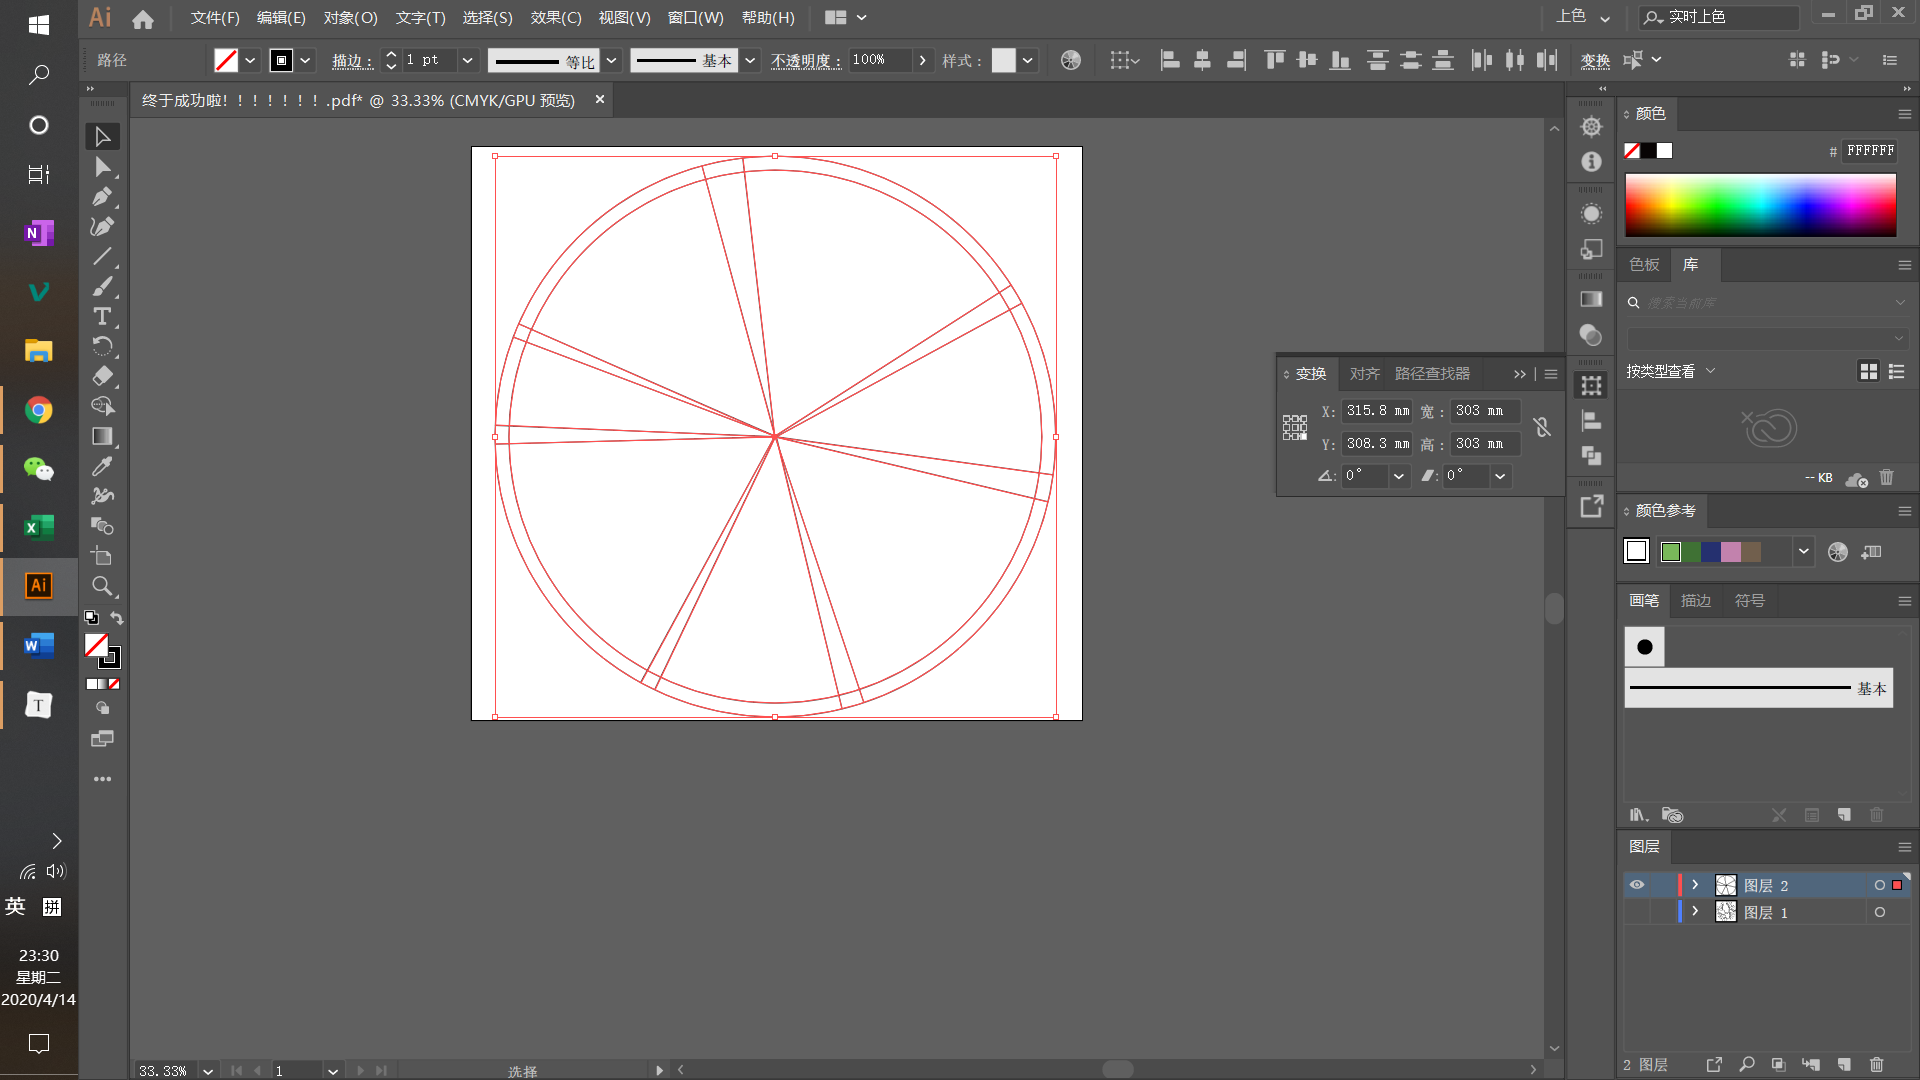 Ai
文件(F) 编辑(E) 对象(O) 文字(T) 选择(S) 效果(C) 视图(V) 窗口(W) 帮助(H)
上色
实时上色
路径
描边：
1 pt
等比
基本
不透明度：
100%
样式：
变换
终于成功啦！！！！！！！.pdf* @ 33.33% (CMYK/GPU 预览)
颜色
# FFFFFF
色板 库
搜索当前库
按类型查看
-- KB
变换 对齐 路径查找器
X: 315.8 mm 宽: 303 mm
Y: 308.3 mm 高: 303 mm
0° 0°
颜色参考
画笔 描边 符号
基本
图层
图层 2
图层 1
2 图层
N
X
Ai
W
T
T
英 拼
23:30
星期二
2020/4/14
33.33% 1 选择